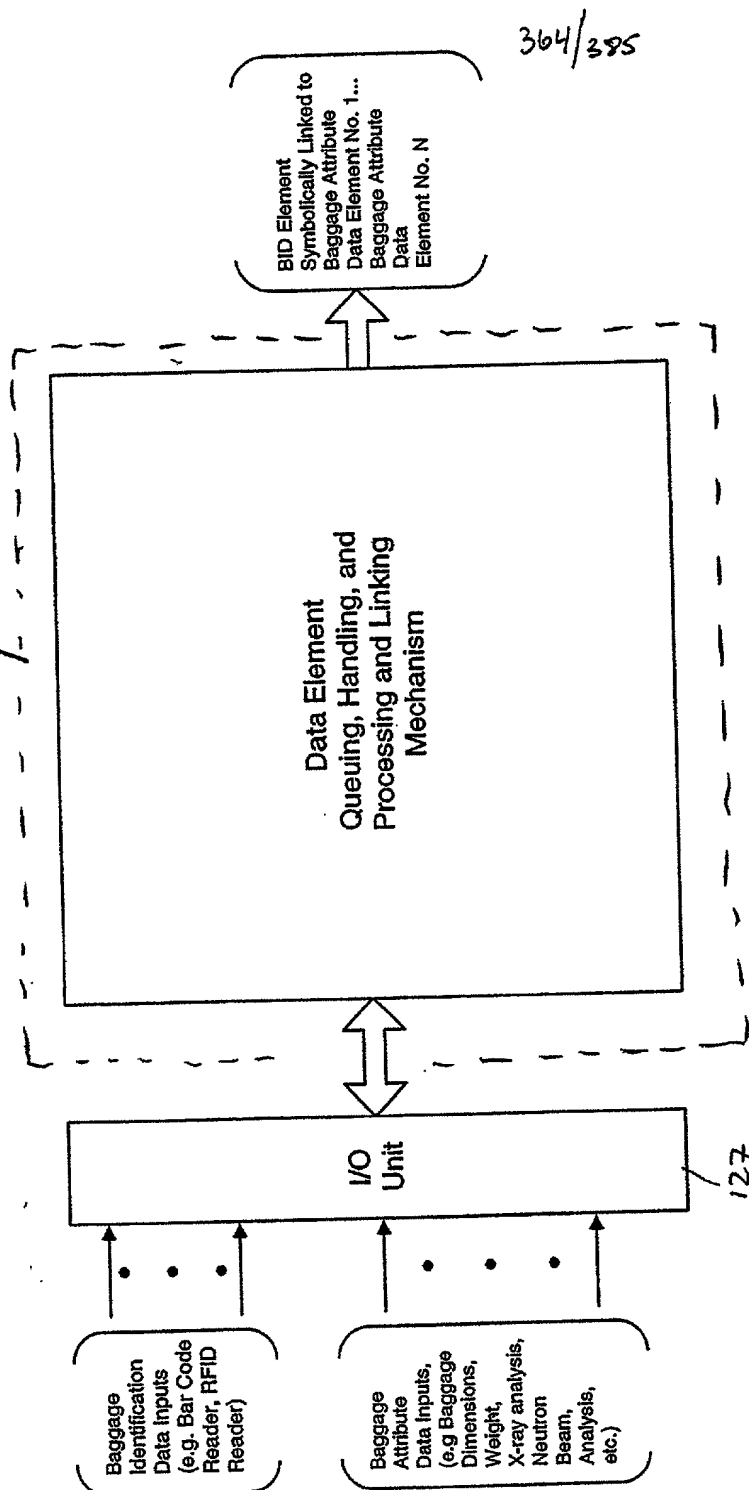 364/385
Baggage
Identification
Data Inputs
(e.g. Bar Code
Reader, RFID
Reader)
Baggage
Attribute
Data Inputs,
(e.g Baggage
Dimensions,
Weight,
X-ray analysis,
Neutron
Beam,
Analysis,
etc.)
I/O
Unit
127
Data Element
Queuing, Handling, and
Processing and Linking
Mechanism
BID Element
Symbolically Linked to
Baggage Attribute
Data Element No. 1...
Baggage Attribute
Data
Element No. N